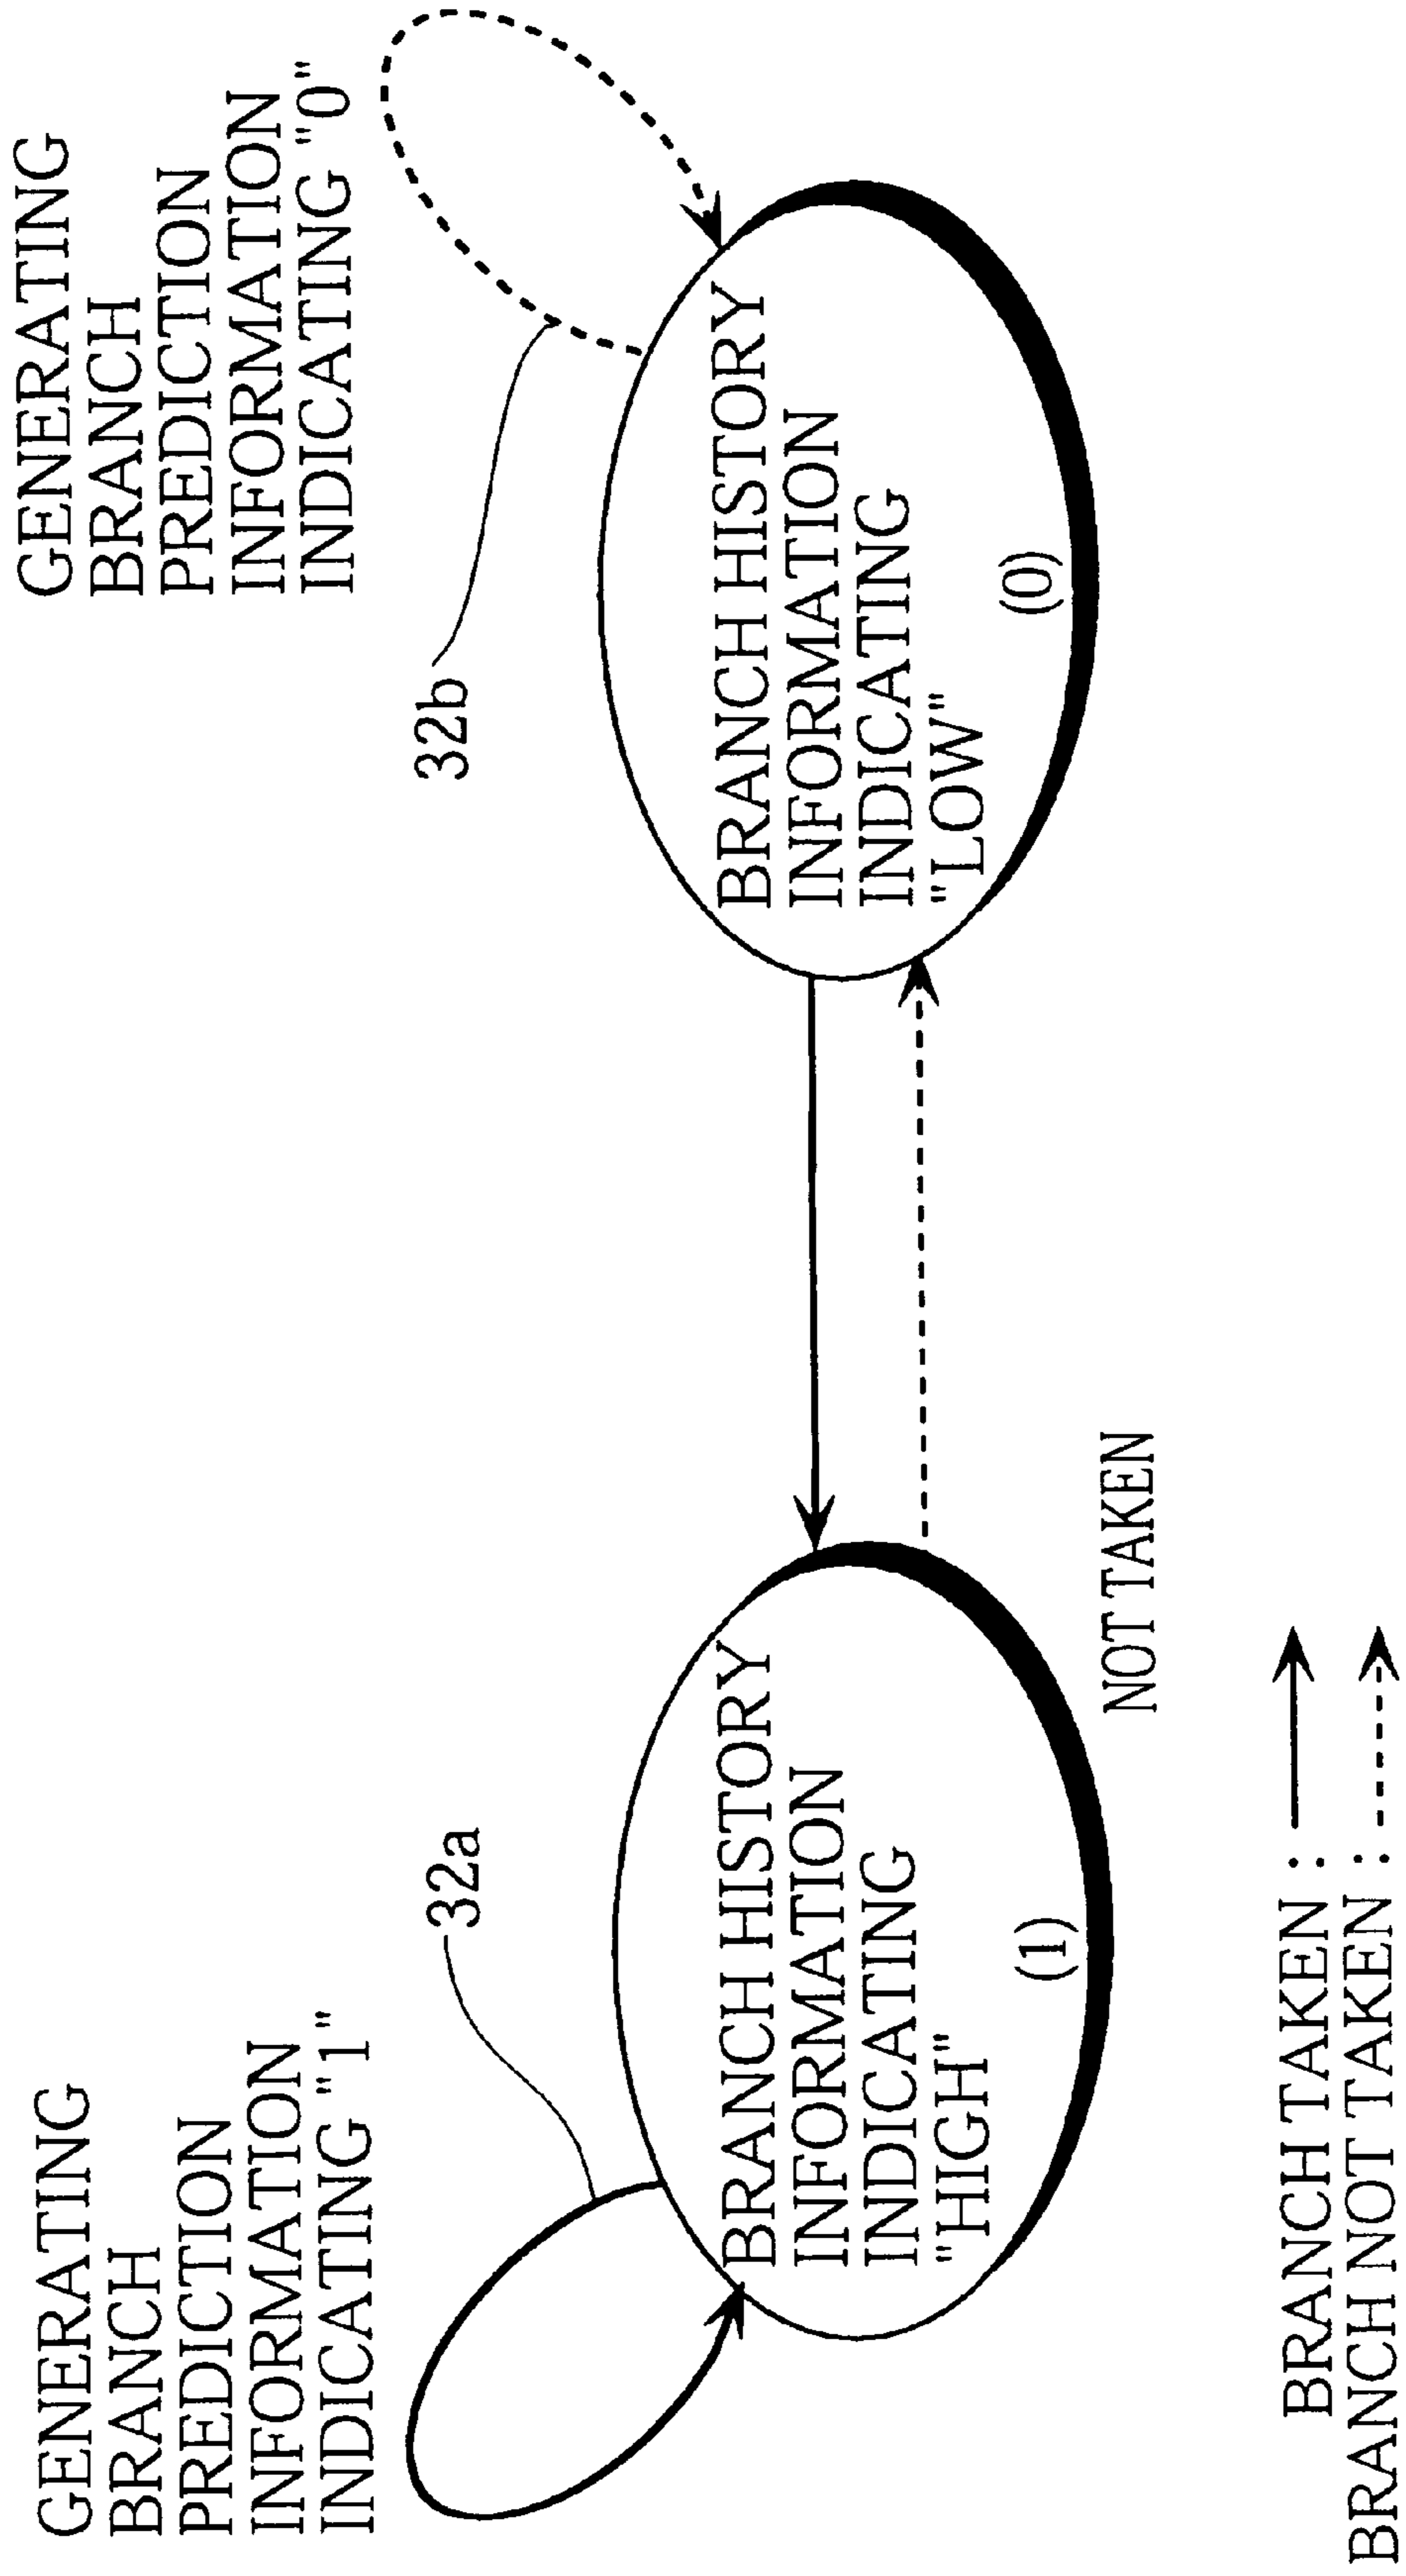 GENERATING
BRANCH
PREDICTION
INFORMATION
INDICATING "1"
32a
BRANCH HISTORY
INFORMATION
INDICATING
"HIGH"
(1)
GENERATING
BRANCH
PREDICTION
INFORMATION
INDICATING "0"
32b
BRANCH HISTORY
INFORMATION
INDICATING
"LOW"
(0)
NOT TAKEN
BRANCH TAKEN :
BRANCH NOT TAKEN :